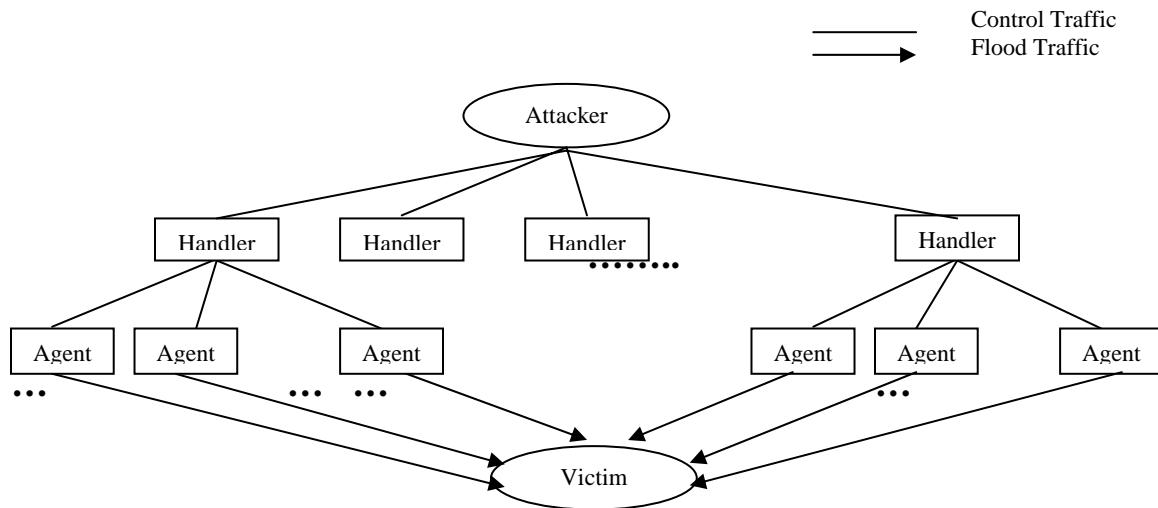 Control Traffic
Flood Traffic
Attacker
Handler Handler Handler Handler
Agent Agent Agent Agent Agent Agent
Victim